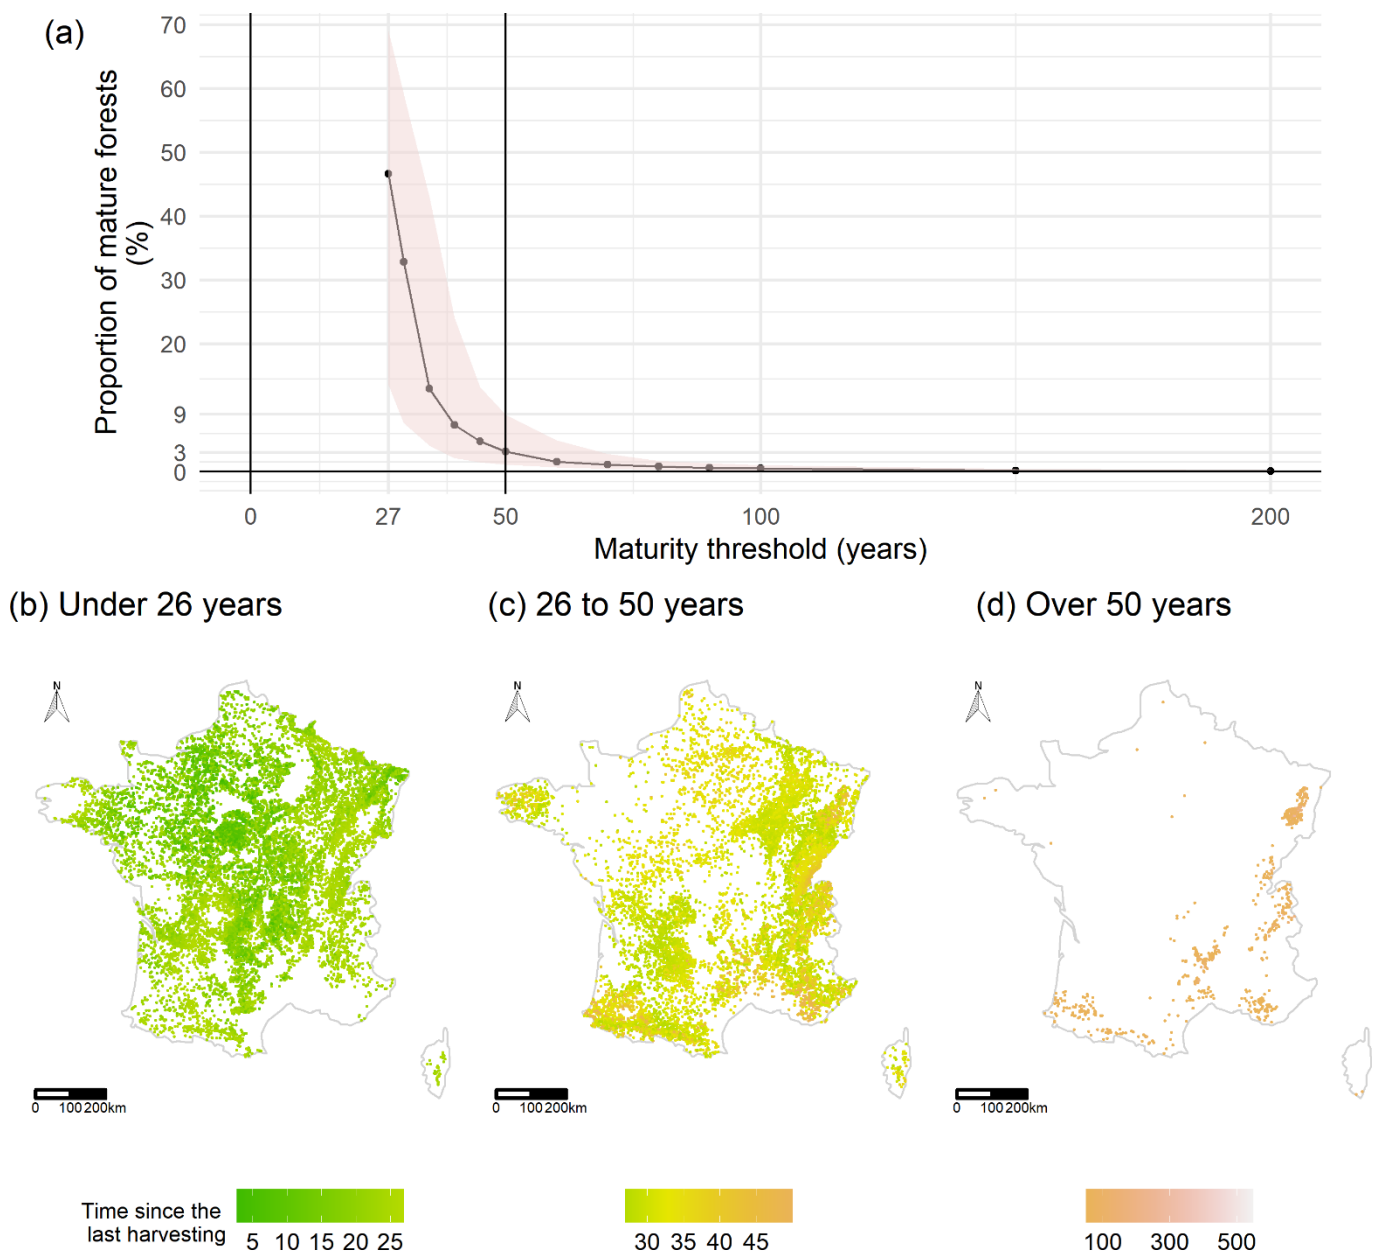 (a)
Proportion of mature forests
(%)
70
60
50
40
30
20
9
3
0
0 27 50 100 200
Maturity threshold (years)
(b) Under 26 years
(c) 26 to 50 years
(d) Over 50 years
N
N
N
0 100 200km
0 100 200km
0 100 200km
Time since the
last harvesting
5 10 15 20 25
30 35 40 45
100 300 500